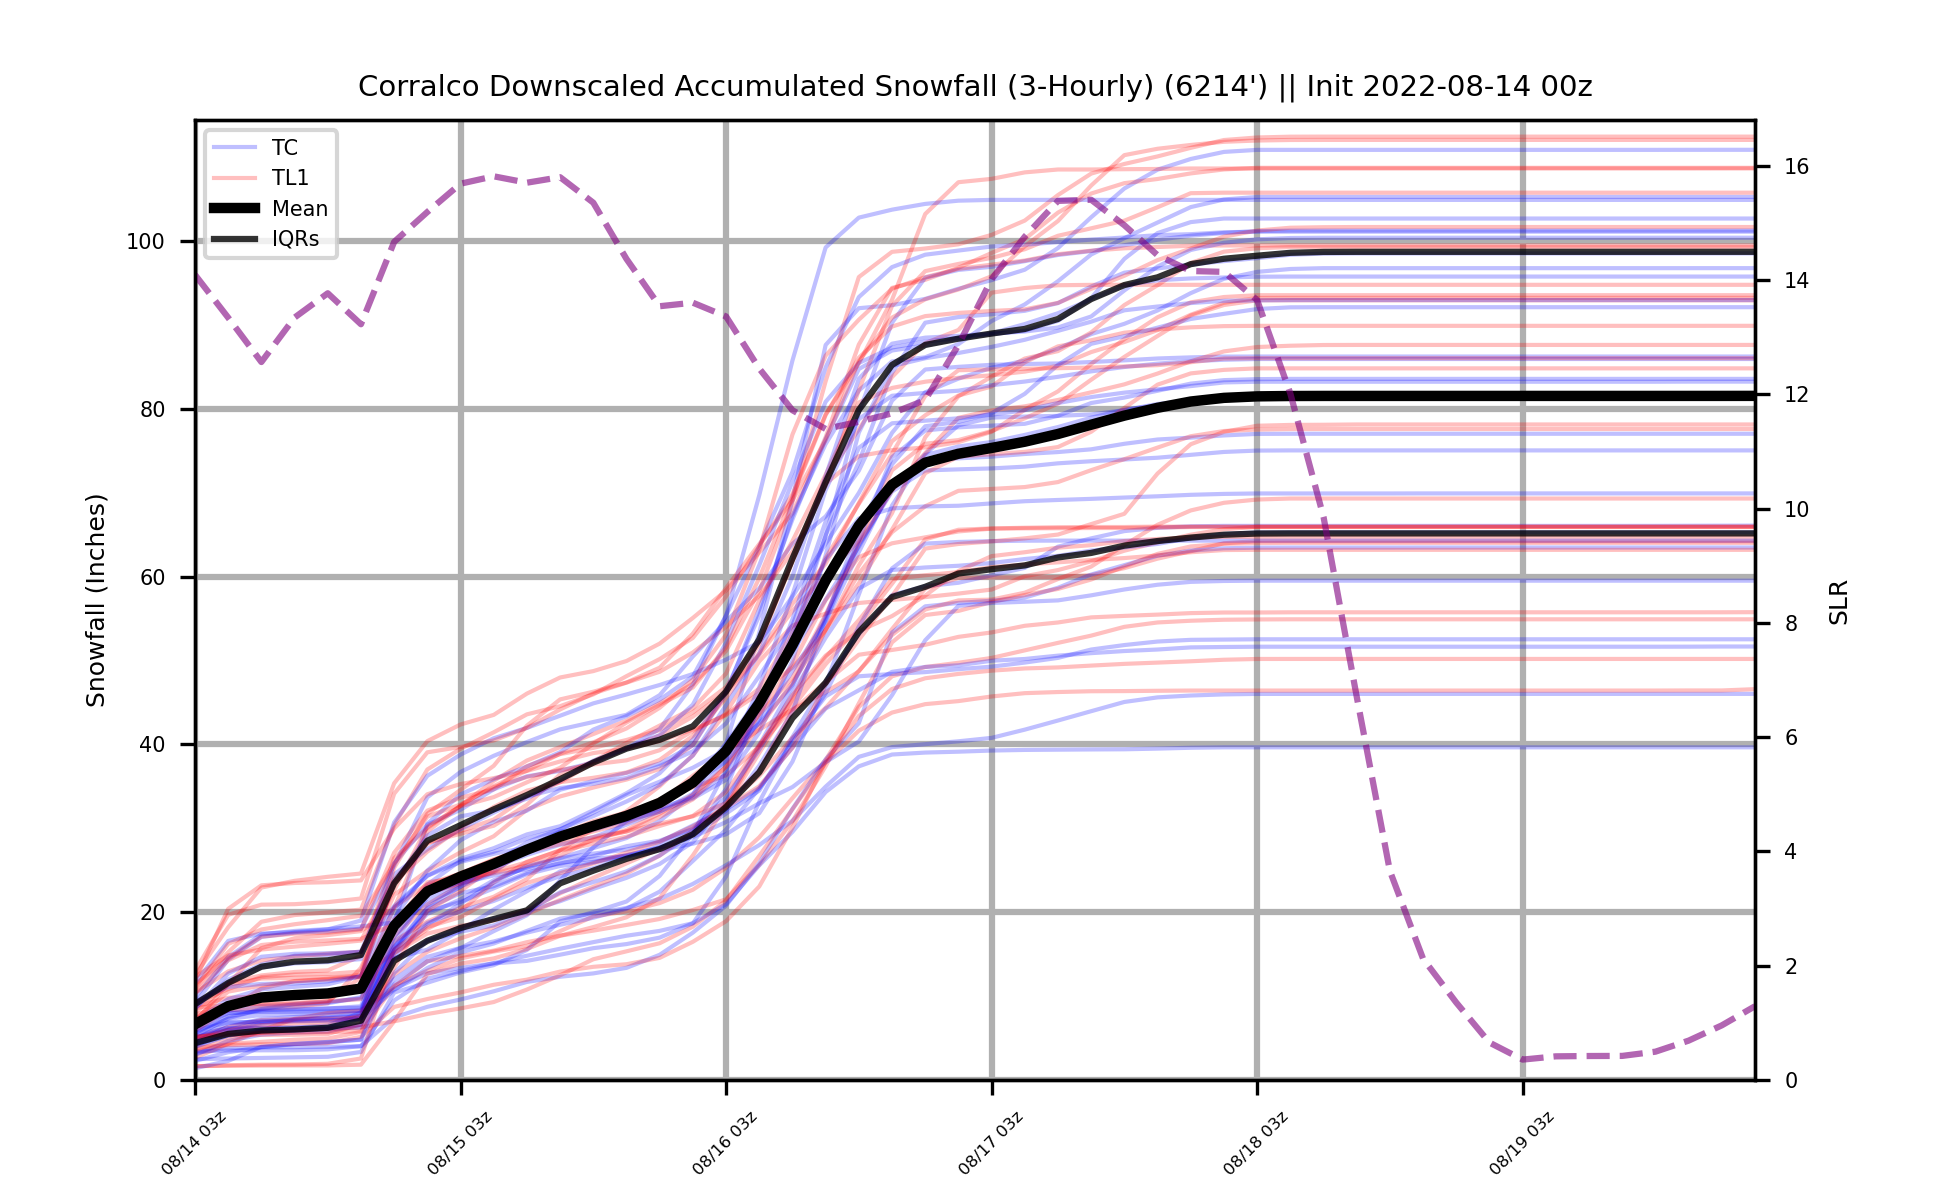 Corralco Downscaled Accumulated Snowfall (3-Hourly) (6214') || Init 2022-08-14 00z
TC
TL1
Mean
IQRs
Snowfall (Inches)
100
80
60
40
20
0
16
14
12
10
8
6
4
2
0
SLR
08/14 03z
08/15 03z
08/16 03z
08/17 03z
08/18 03z
08/19 03z